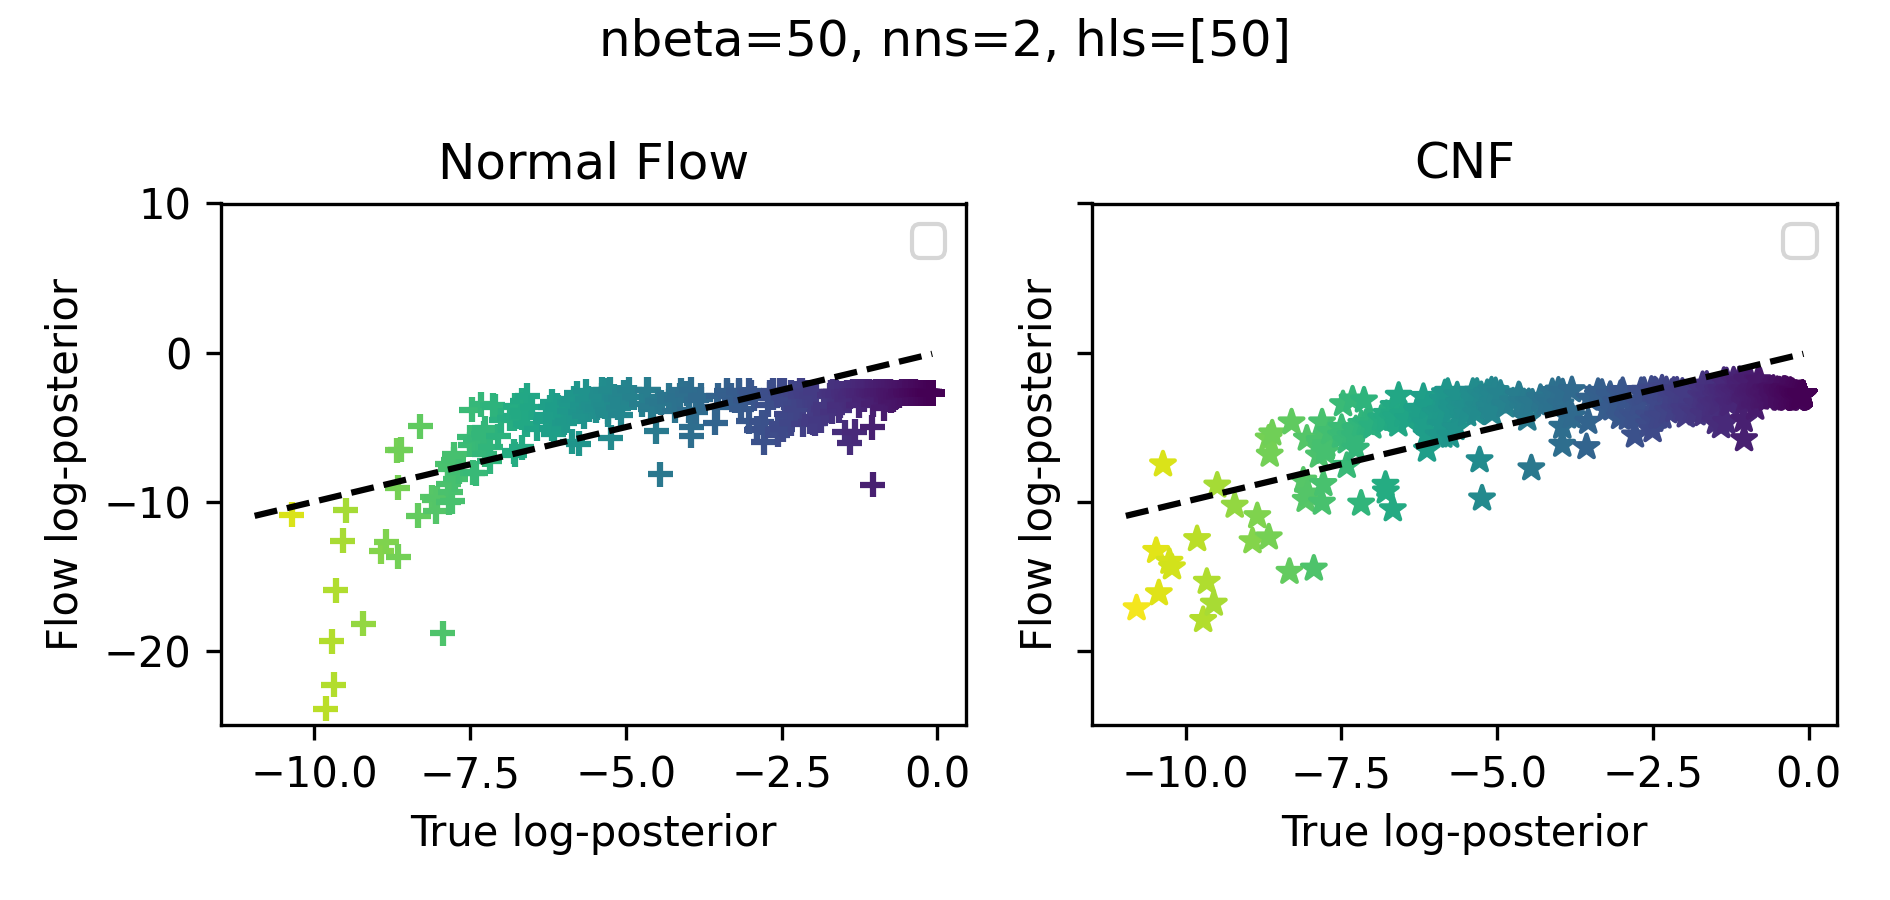 nbeta=50, nns=2, hls=[50]
Normal Flow
CNF
10
0
−10
−20
Flow log-posterior
Flow log-posterior
−10.0 −7.5 −5.0 −2.5 0.0
−10.0 −7.5 −5.0 −2.5 0.0
True log-posterior
True log-posterior